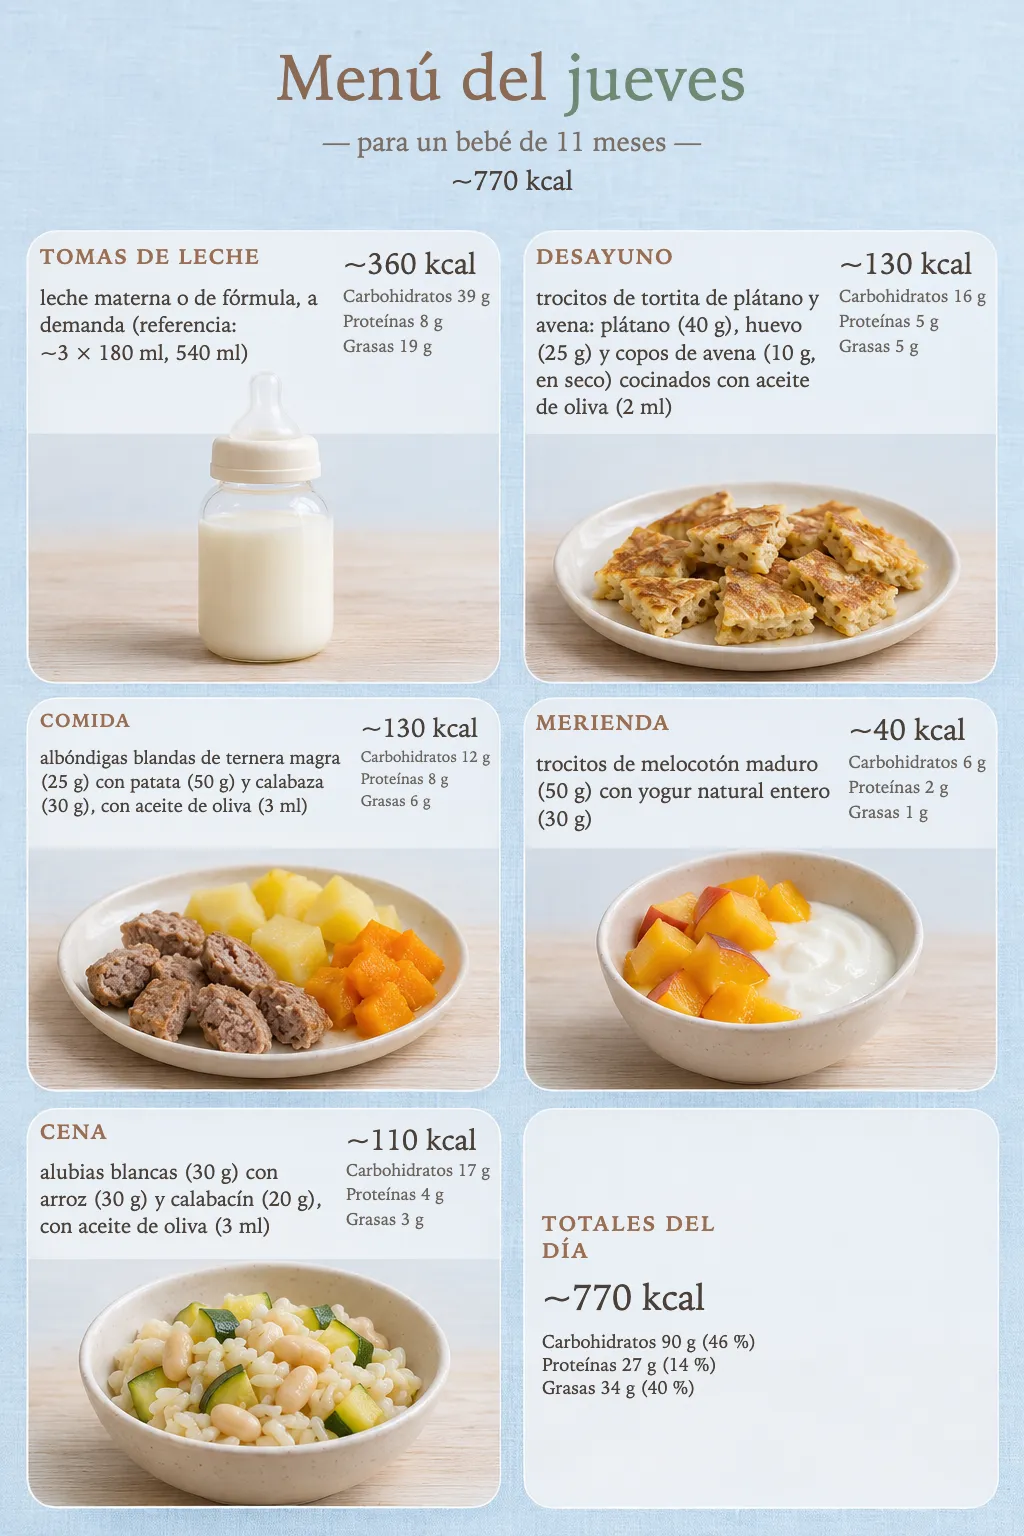 Menú del jueves
— para un bebé de 11 meses —
~770 kcal
TOMAS DE LECHE
leche materna o de fórmula, a
demanda (referencia:
~3 × 180 ml, 540 ml)
~360 kcal
Carbohidratos 39 g
Proteínas 8 g
Grasas 19 g
DESAYUNO
trocitos de tortita de plátano y
avena: plátano (40 g), huevo
(25 g) y copos de avena (10 g,
en seco) cocinados con aceite
de oliva (2 ml)
~130 kcal
Carbohidratos 16 g
Proteínas 5 g
Grasas 5 g
COMIDA
albóndigas blandas de ternera magra
(25 g) con patata (50 g) y calabaza
(30 g), con aceite de oliva (3 ml)
~130 kcal
Carbohidratos 12 g
Proteínas 8 g
Grasas 6 g
MERIENDA
trocitos de melocotón maduro
(50 g) con yogur natural entero
(30 g)
~40 kcal
Carbohidratos 6 g
Proteínas 2 g
Grasas 1 g
CENA
alubias blancas (30 g) con
arroz (30 g) y calabacín (20 g),
con aceite de oliva (3 ml)
~110 kcal
Carbohidratos 17 g
Proteínas 4 g
Grasas 3 g
TOTALES DEL
DÍA
~770 kcal
Carbohidratos 90 g (46 %)
Proteínas 27 g (14 %)
Grasas 34 g (40 %)